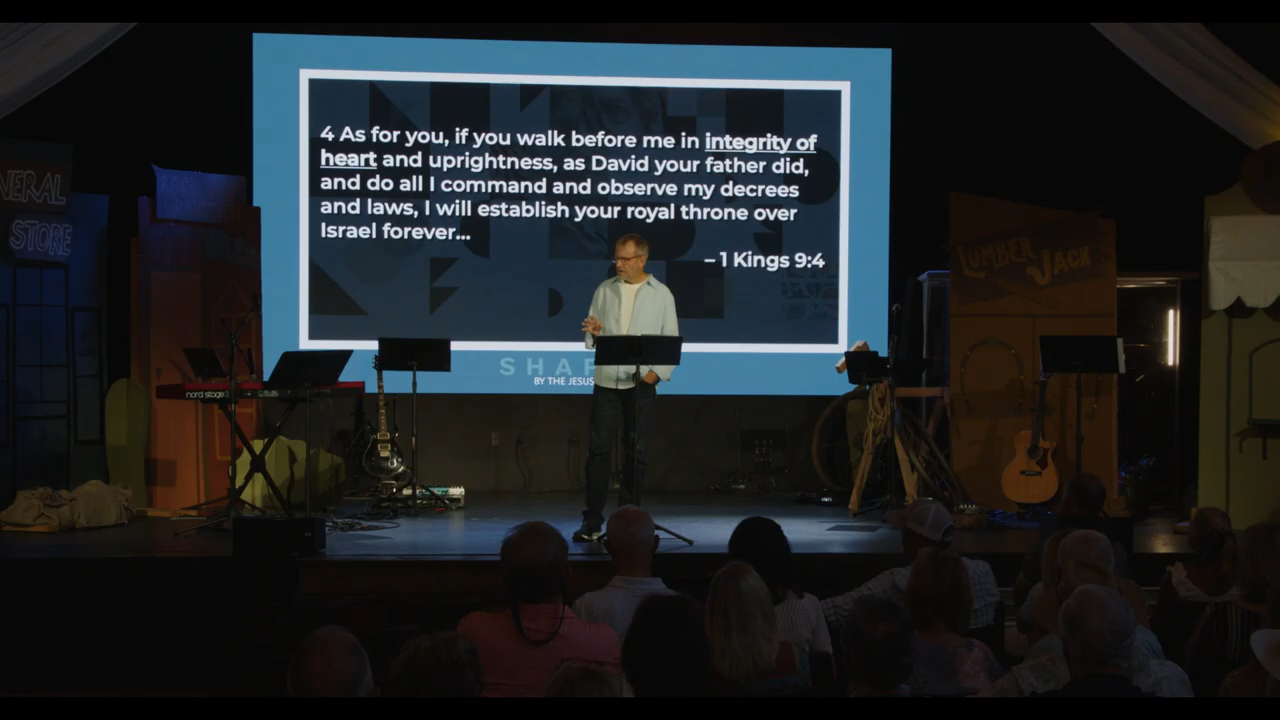 4 As for you, if you walk before me in integrity of
heart and uprightness, as David your father did,
and do all I command and observe my decrees
and laws, I will establish your royal throne over
Israel forever...
– 1 Kings 9:4
SHAP
BY THE JESUS
NERAL
STORE
LUMBER JACK
nord stage